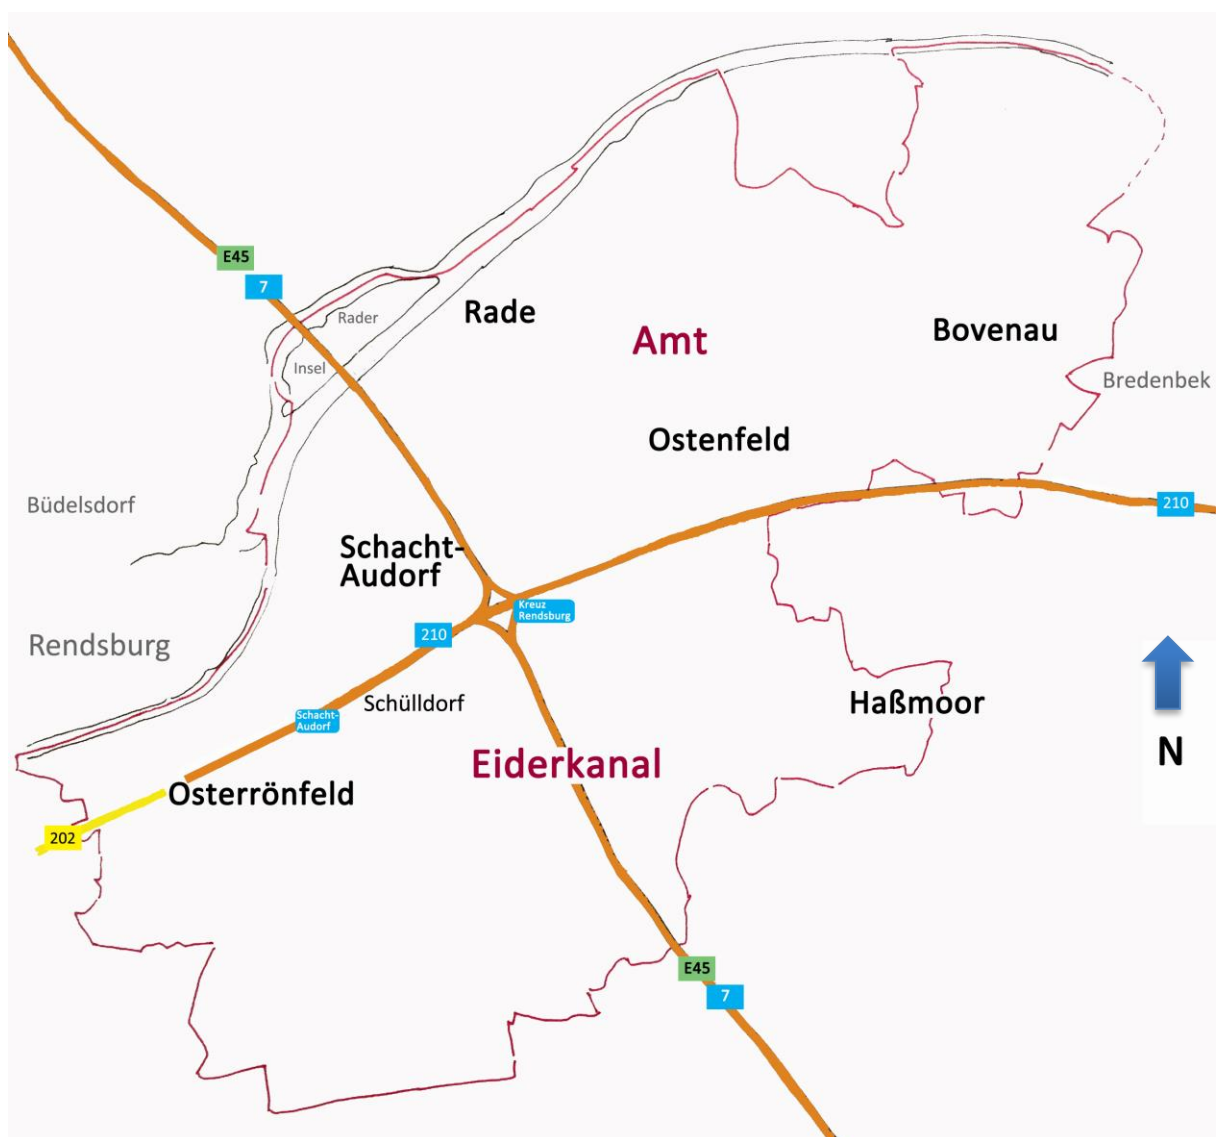 E45
7
Rader
Rade
Amt
Bovenau
Insel
Bredenbek
Ostenfeld
Büdelsdorf
210
Schacht-
Audorf
Kreuz
Rendsburg
210
Rendsburg
Schülldorf
Haßmoor
Schacht-
Audorf
N
Eiderkanal
Osterrönfeld
202
E45
7